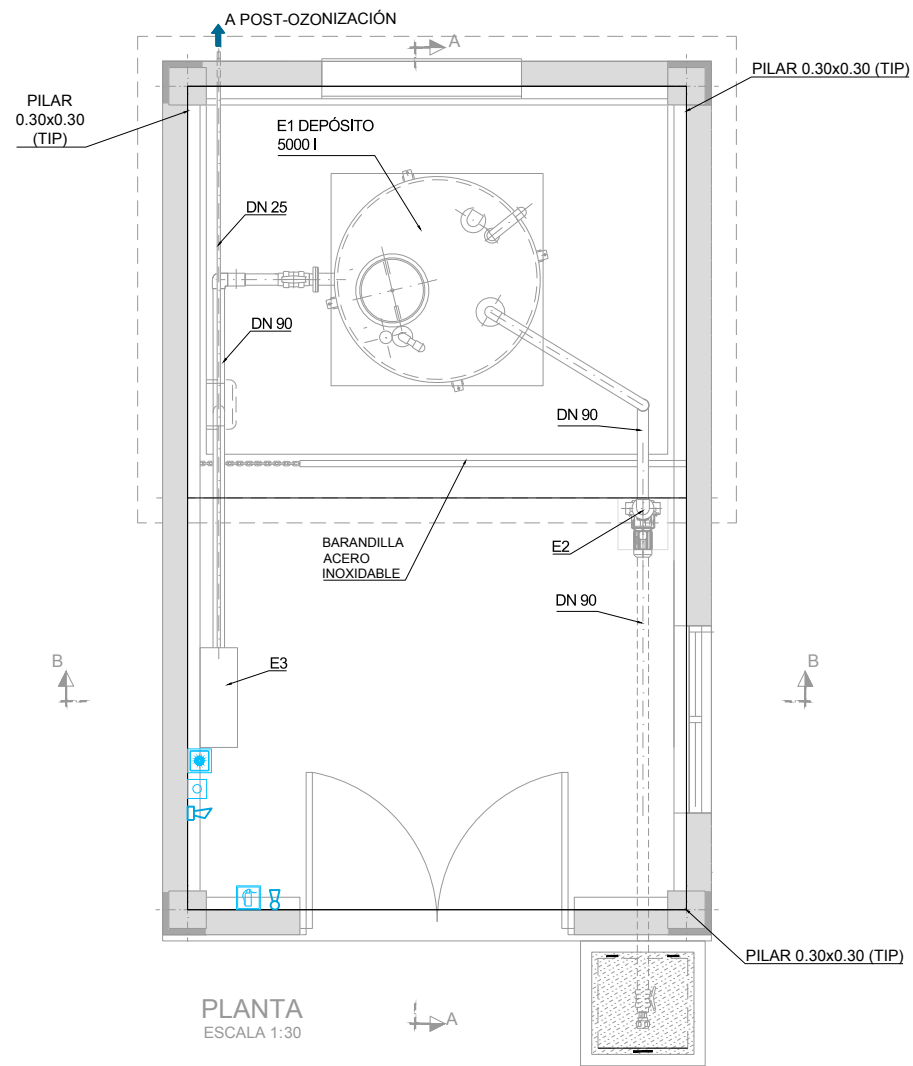 A POST-OZONIZACIÓN
A
PILAR
0.30x0.30
(TIP)
PILAR 0.30x0.30 (TIP)
E1 DEPÓSITO
5000 l
DN 25
DN 90
DN 90
BARANDILLA
ACERO
INOXIDABLE
E2
DN 90
B
E3
B
PILAR 0.30x0.30 (TIP)
PLANTA
ESCALA 1:30
A